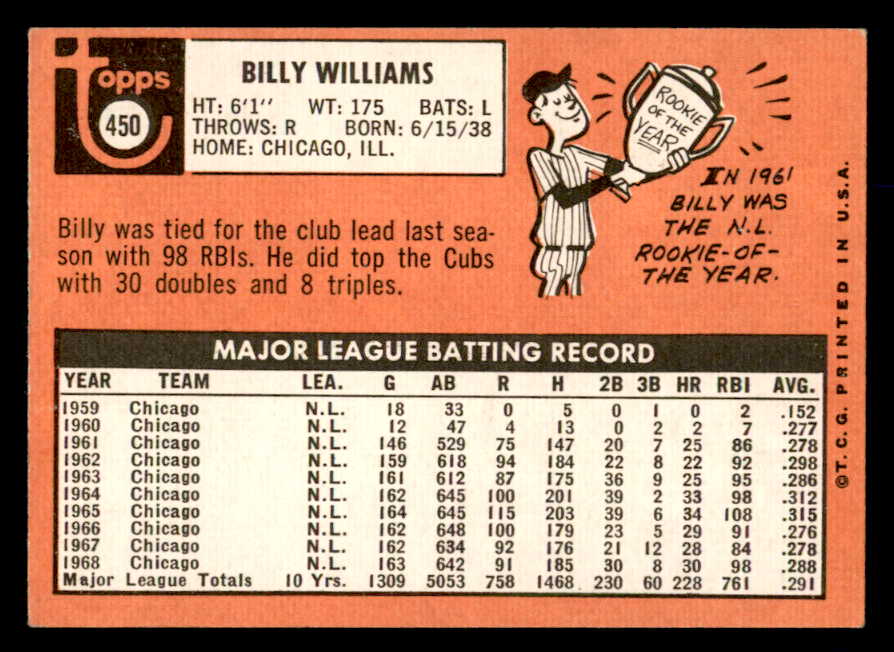 topps
450
BILLY WILLIAMS
HT: 6'1" WT: 175 BATS: L
THROWS: R BORN: 6/15/38
HOME: CHICAGO, ILL.
Billy was tied for the club lead last sea-
son with 98 RBIs. He did top the Cubs
with 30 doubles and 8 triples.
ROOKIE
OF THE
YEAR
IN 1961
BILLY WAS
THE N.L.
ROOKIE-OF-
THE YEAR.
MAJOR LEAGUE BATTING RECORD
YEAR TEAM LEA. G AB R H 2B 3B HR RBI AVG.
1959 Chicago N.L. 18 33 0 5 0 1 0 2 .152
1960 Chicago N.L. 12 47 4 13 0 2 2 7 .277
1961 Chicago N.L. 146 529 75 147 20 7 25 86 .278
1962 Chicago N.L. 159 618 94 184 22 8 22 92 .298
1963 Chicago N.L. 161 612 87 175 36 9 25 95 .286
1964 Chicago N.L. 162 645 100 201 39 2 33 98 .312
1965 Chicago N.L. 164 645 115 203 39 6 34 108 .315
1966 Chicago N.L. 162 648 100 179 23 5 29 91 .276
1967 Chicago N.L. 162 634 92 176 21 12 28 84 .278
1968 Chicago N.L. 163 642 91 185 30 8 30 98 .288
Major League Totals 10 Yrs. 1309 5053 758 1468 230 60 228 761 .291
©T.C.G. PRINTED IN U.S.A.